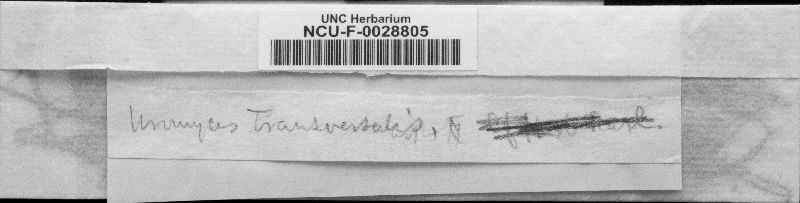 UNC Herbarium
NCU-F-0028805
Uromyces Transversalis,